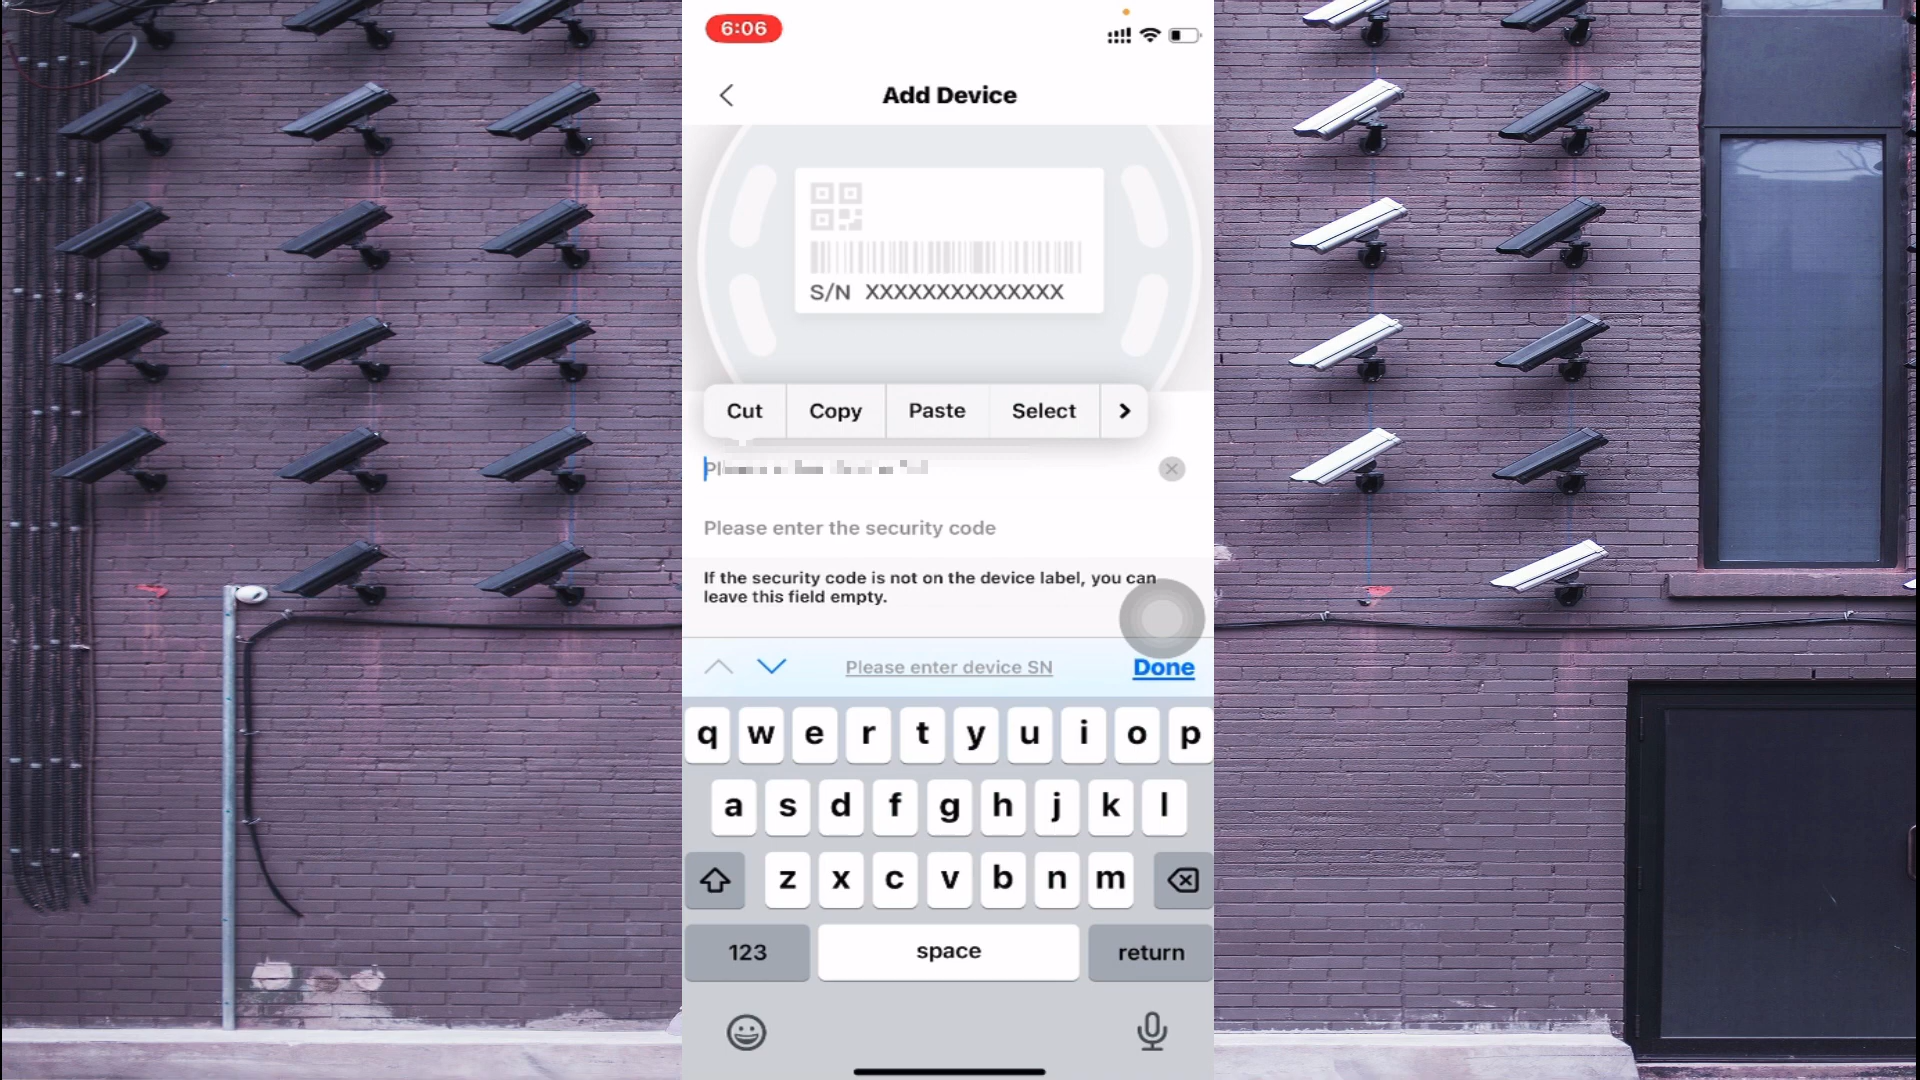 6:06
Add Device
S/N XXXXXXXXXXXXXX
Cut Copy Paste Select
Please enter the security code
If the security code is not on the device label, you can
leave this field empty.
Please enter device SN Done
q w e r t y u i o p
a s d f g h j k l
z x c v b n m
123 space return